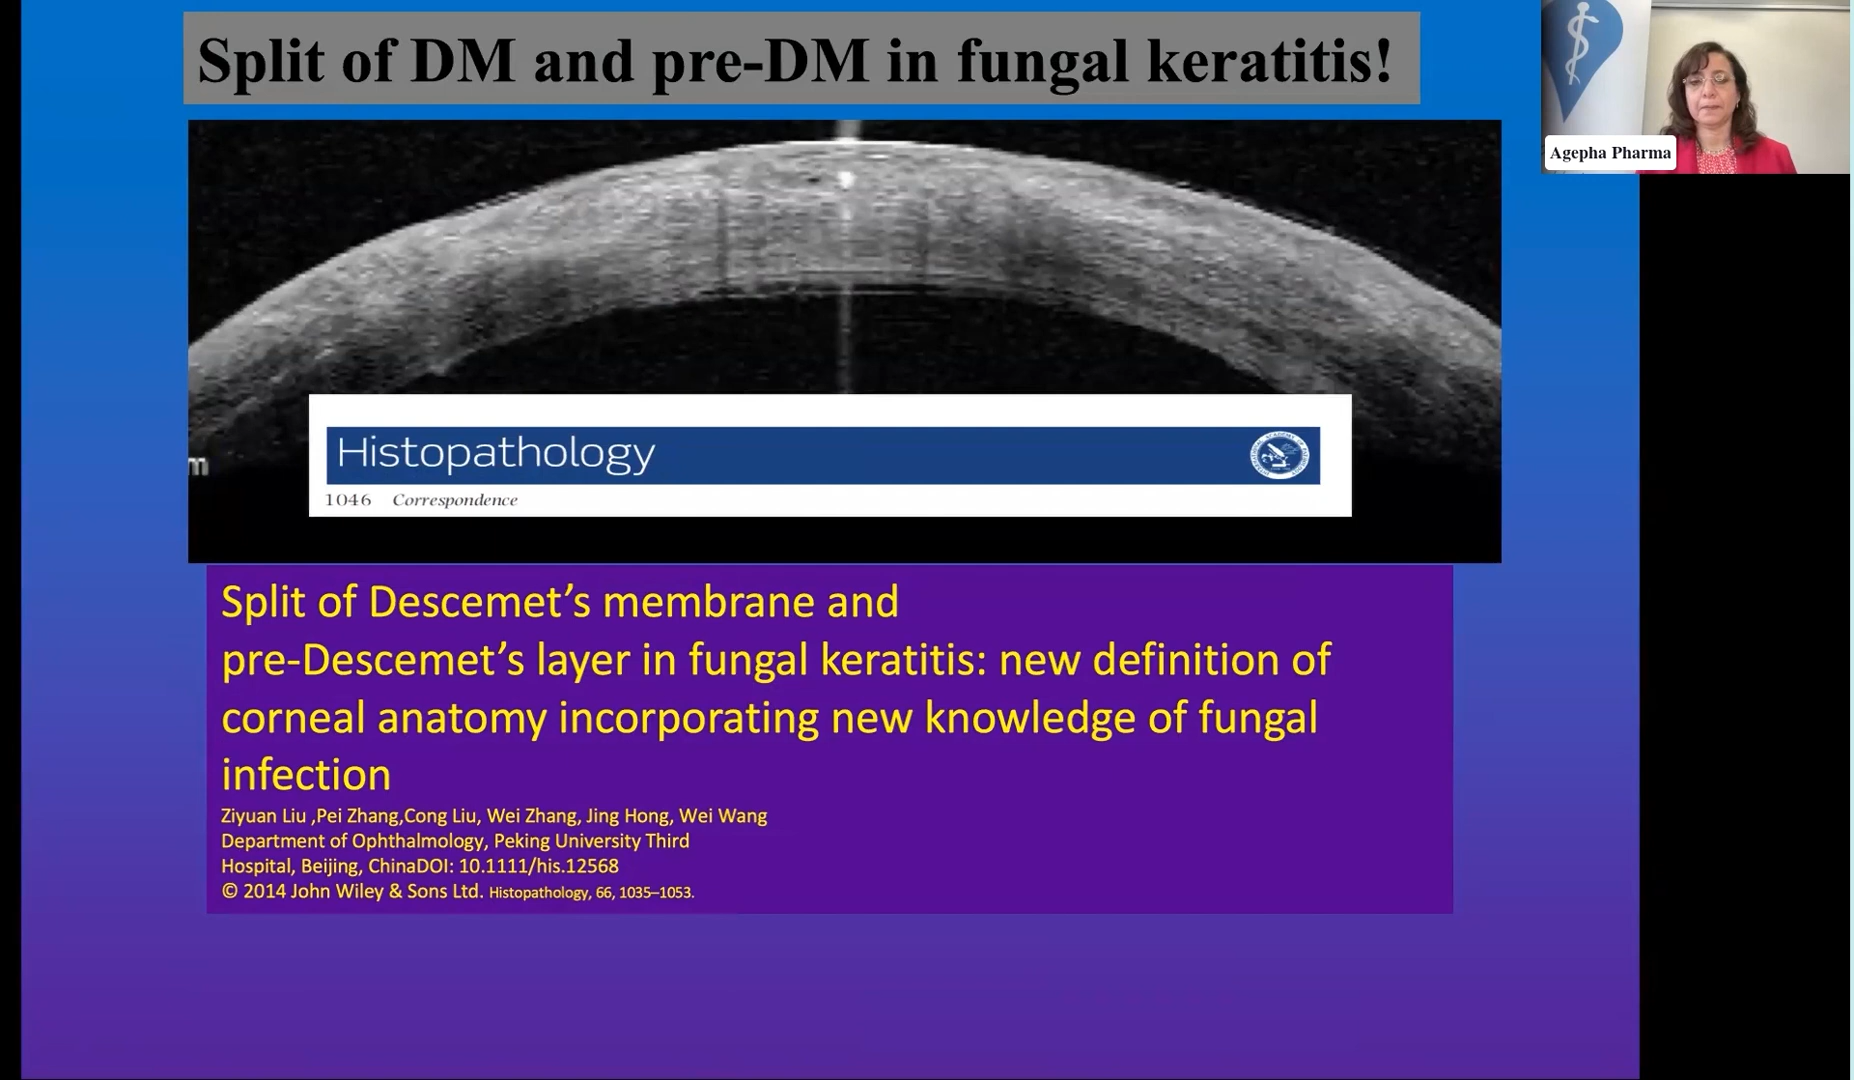 Split of DM and pre-DM in fungal keratitis!
Agepha Pharma
m
Histopathology
1046 Correspondence
Split of Descemet’s membrane and
pre-Descemet’s layer in fungal keratitis: new definition of
corneal anatomy incorporating new knowledge of fungal
infection
Ziyuan Liu ,Pei Zhang,Cong Liu, Wei Zhang, Jing Hong, Wei Wang
Department of Ophthalmology, Peking University Third
Hospital, Beijing, ChinaDOI: 10.1111/his.12568
© 2014 John Wiley & Sons Ltd. Histopathology, 66, 1035–1053.